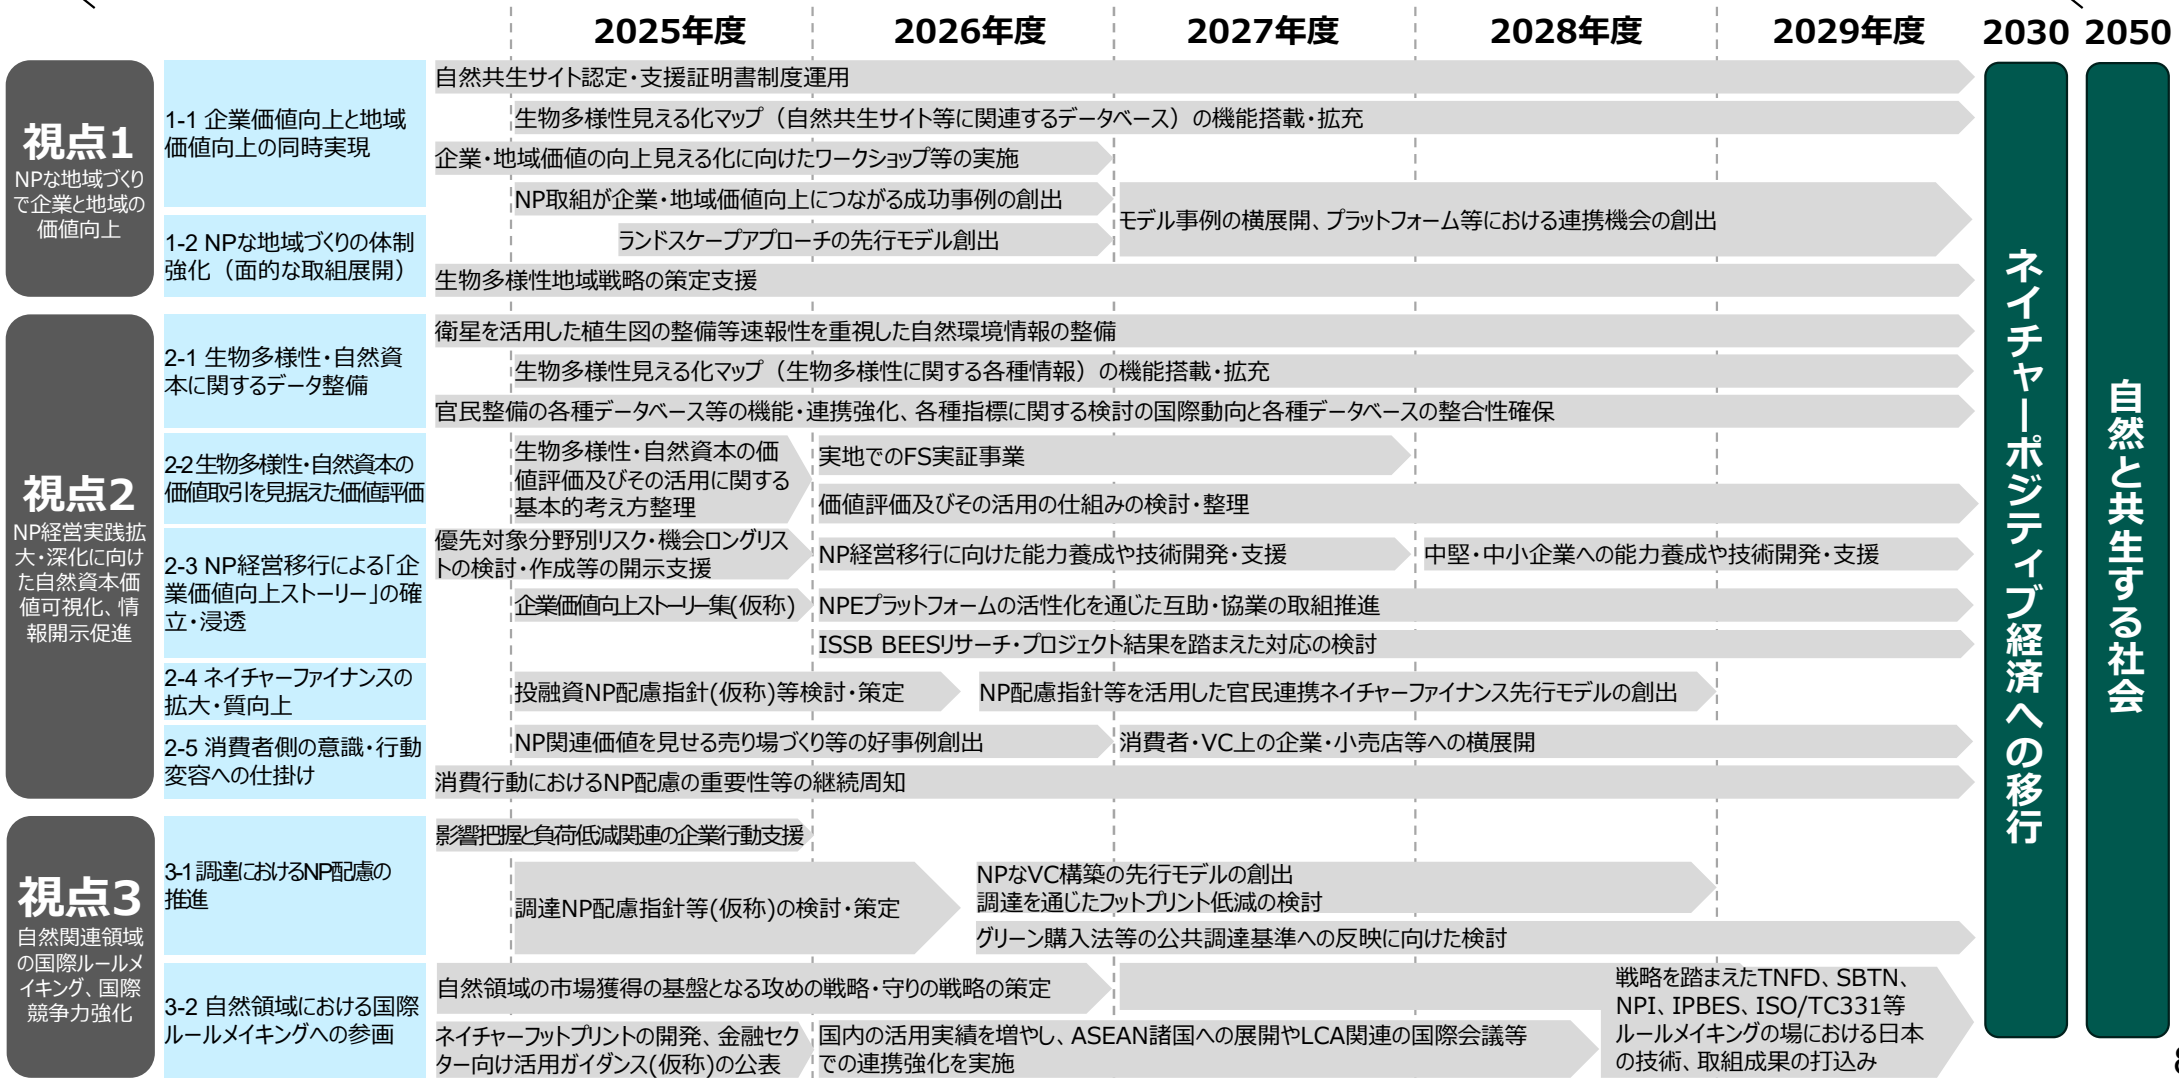 2025年度
2026年度
2027年度
2028年度
2029年度
2030
2050
視点1
NPな地域づくり
で企業と地域の
価値向上
1-1 企業価値向上と地域
価値向上の同時実現
自然共生サイト認定・支援証明書制度運用
生物多様性見える化マップ（自然共生サイト等に関連するデータベース）の機能搭載・拡充
企業・地域価値の向上見える化に向けたワークショップ等の実施
NP取組が企業・地域価値向上につながる成功事例の創出
モデル事例の横展開、プラットフォーム等における連携機会の創出
1-2 NPな地域づくりの体制
強化（面的な取組展開）
ランドスケープアプローチの先行モデル創出
生物多様性地域戦略の策定支援
視点2
NP経営実践拡
大・深化に向け
た自然資本価
値可視化、情
報開示促進
2-1 生物多様性・自然資
本に関するデータ整備
衛星を活用した植生図の整備等速報性を重視した自然環境情報の整備
生物多様性見える化マップ（生物多様性に関する各種情報）の機能搭載・拡充
官民整備の各種データベース等の機能・連携強化、各種指標に関する検討の国際動向と各種データベースの整合性確保
2-2 生物多様性・自然資本の
価値取引を見据えた価値評価
生物多様性・自然資本の価
値評価及びその活用に関する
基本的考え方整理
実地でのFS実証事業
価値評価及びその活用の仕組みの検討・整理
2-3 NP経営移行による「企
業価値向上ストーリー」の確
立・浸透
優先対象分野別リスク・機会ロングリス
トの検討・作成等の開示支援
NP経営移行に向けた能力養成や技術開発・支援
中堅・中小企業への能力養成や技術開発・支援
企業価値向上ストーリー集(仮称)
NPEプラットフォームの活性化を通じた互助・協業の取組推進
ISSB BEESリサーチ・プロジェクト結果を踏まえた対応の検討
2-4 ネイチャーファイナンスの
拡大・質向上
投融資NP配慮指針(仮称)等検討・策定
NP配慮指針等を活用した官民連携ネイチャーファイナンス先行モデルの創出
2-5 消費者側の意識・行動
変容への仕掛け
NP関連価値を見せる売り場づくり等の好事例創出
消費者・VC上の企業・小売店等への横展開
消費行動におけるNP配慮の重要性等の継続周知
視点3
自然関連領域
の国際ルールメ
イキング、国際
競争力強化
3-1 調達におけるNP配慮の
推進
影響把握と負荷低減関連の企業行動支援
調達NP配慮指針等(仮称)の検討・策定
NPなVC構築の先行モデルの創出
調達を通じたフットプリント低減の検討
グリーン購入法等の公共調達基準への反映に向けた検討
3-2 自然領域における国際
ルールメイキングへの参画
自然領域の市場獲得の基盤となる攻めの戦略・守りの戦略の策定
ネイチャーフットプリントの開発、金融セク
ター向け活用ガイダンス(仮称)の公表
国内の活用実績を増やし、ASEAN諸国への展開やLCA関連の国際会議等
での連携強化を実施
戦略を踏まえたTNFD、SBTN、
NPI、IPBES、ISO/TC331等
ルールメイキングの場における日本
の技術、取組成果の打込み
ネイチャーポジティブ経済への移行
自然と共生する社会